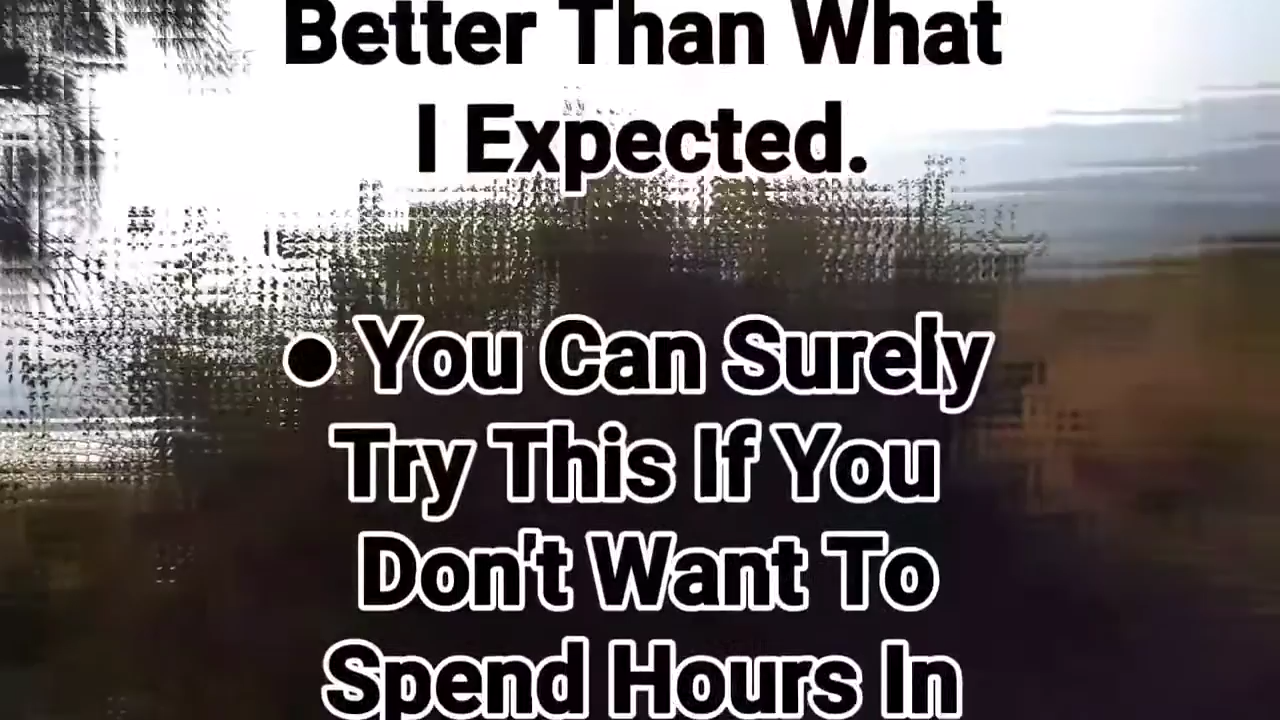 Better Than What
I Expected.
• You Can Surely
Try This If You
Don't Want To
Spend Hours In